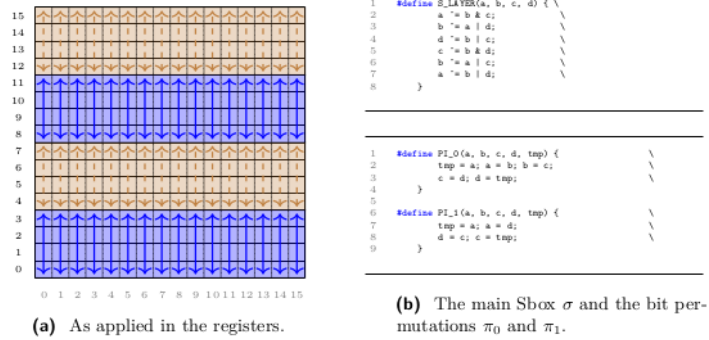 15
14
13
12
11
10
9
8
7
6
5
4
3
2
1
0
0 1 2 3 4 5 6 7 8 9 10 11 12 13 14 15
(a) As applied in the registers.
1 #define S_LAYER(a, b, c, d) { \
2 a ^= b & c; \
3 b ^= a | d; \
4 d ^= b | c; \
5 c ^= b & d; \
6 b ^= a | c; \
7 a ^= b | d; \
8 }
1 #define PI_0(a, b, c, d, tmp) { \
2 tmp = a; a = b; b = c; \
3 c = d; d = tmp; \
4 }
5
6 #define PI_1(a, b, c, d, tmp) { \
7 tmp = a; a = d; \
8 d = c; c = tmp; \
9 }
(b) The main Sbox σ and the bit per-
mutations π₀ and π₁.